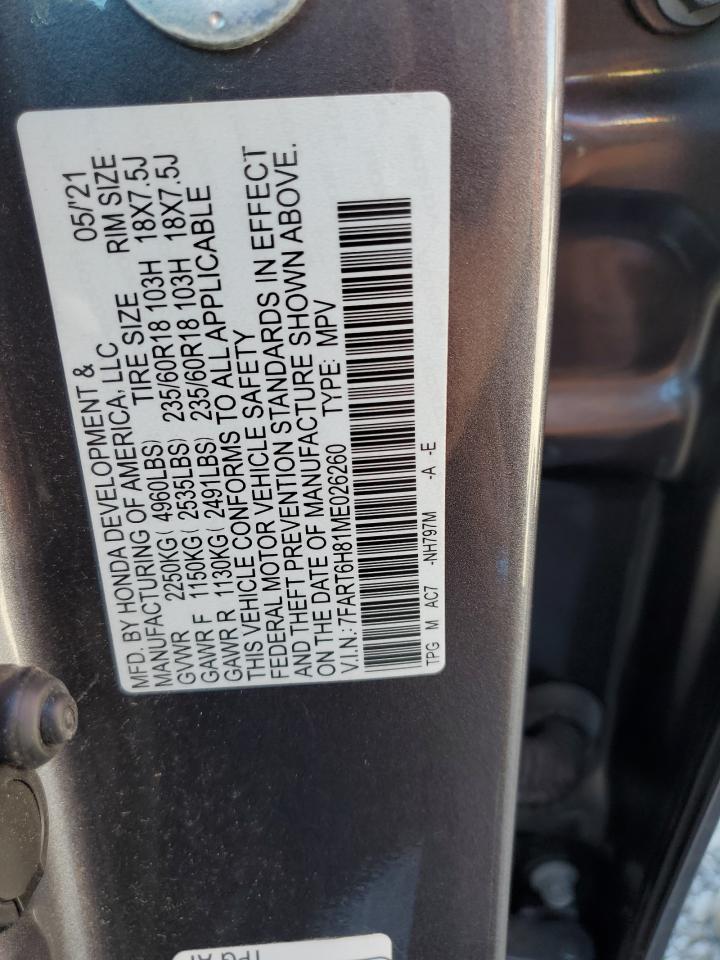 MFD. BY HONDA DEVELOPMENT &
MANUFACTURING OF AMERICA, LLC 05/'21
GVWR 2250KG( 4960LBS) TIRE SIZE RIM SIZE
GAWR F 1150KG( 2535LBS) 235/60R18 103H 18X7.5J
GAWR R 1130KG( 2491LBS) 235/60R18 103H 18X7.5J
THIS VEHICLE CONFORMS TO ALL APPLICABLE
FEDERAL MOTOR VEHICLE SAFETY
AND THEFT PREVENTION STANDARDS IN EFFECT
ON THE DATE OF MANUFACTURE SHOWN ABOVE.
V.I.N.: 7FART6H81ME026260 TYPE: MPV
TPG M AC7 -NH797M -A -E